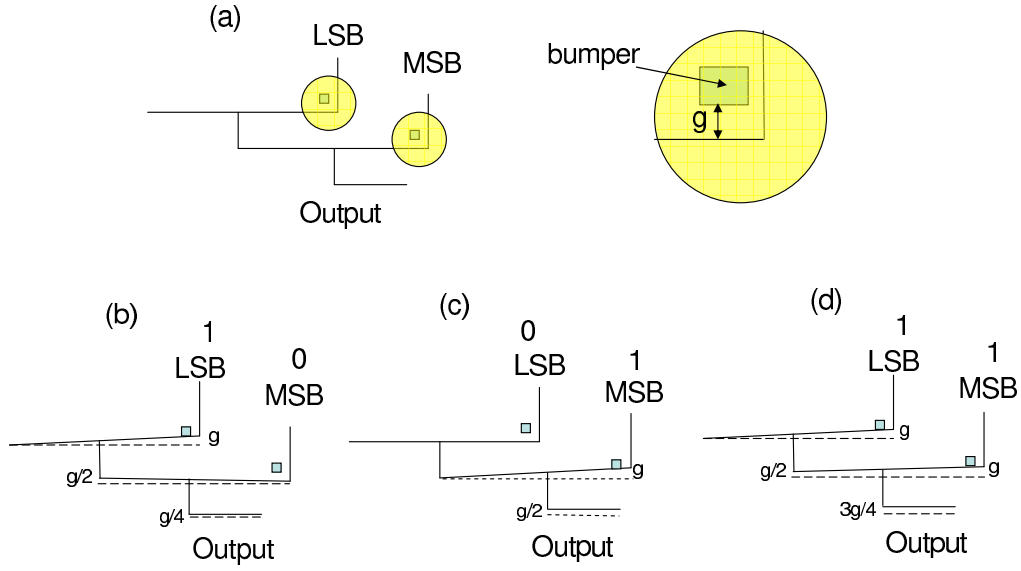 (a)
LSB
MSB
Output
bumper
g
(b)
1
LSB
0
MSB
g
g/2
g/4
Output
(c)
0
LSB
1
MSB
g
g/2
Output
(d)
1
LSB
1
MSB
g
g/2
g
3g/4
Output